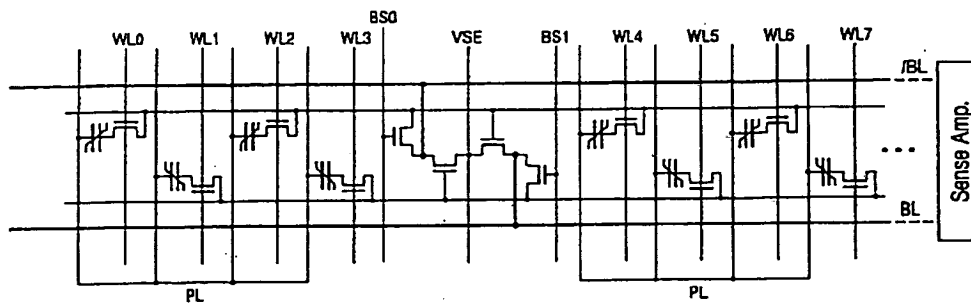 BS0
WL0 WL1 WL2 WL3 VSE BS1 WL4 WL5 WL6 WL7
/BL
Sense Amp.
BL
PL PL